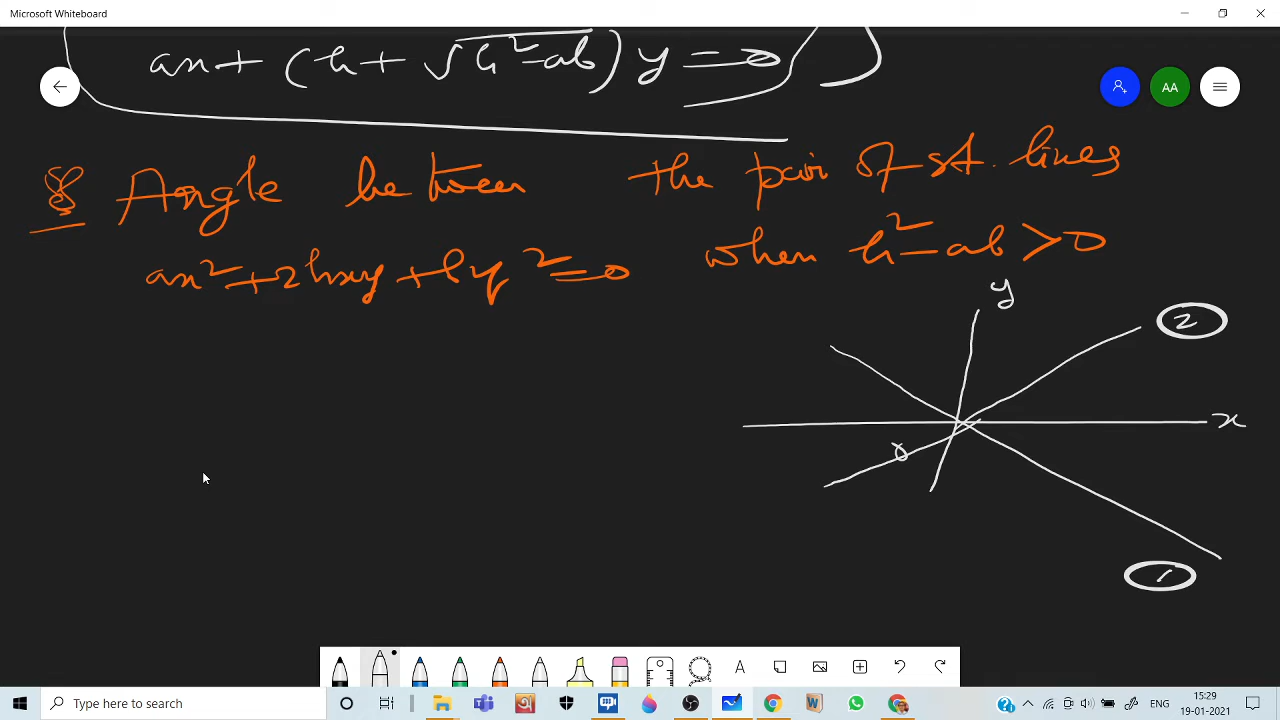 Microsoft Whiteboard
ax + (h + √h²-ab) y = 0
AA
§ Angle between the pair of st. lines
ax² + 2hxy + by² = 0 when h² - ab > 0
y
2
x
0
1
A
Type here to search
ENG
15:29
19-01-2021